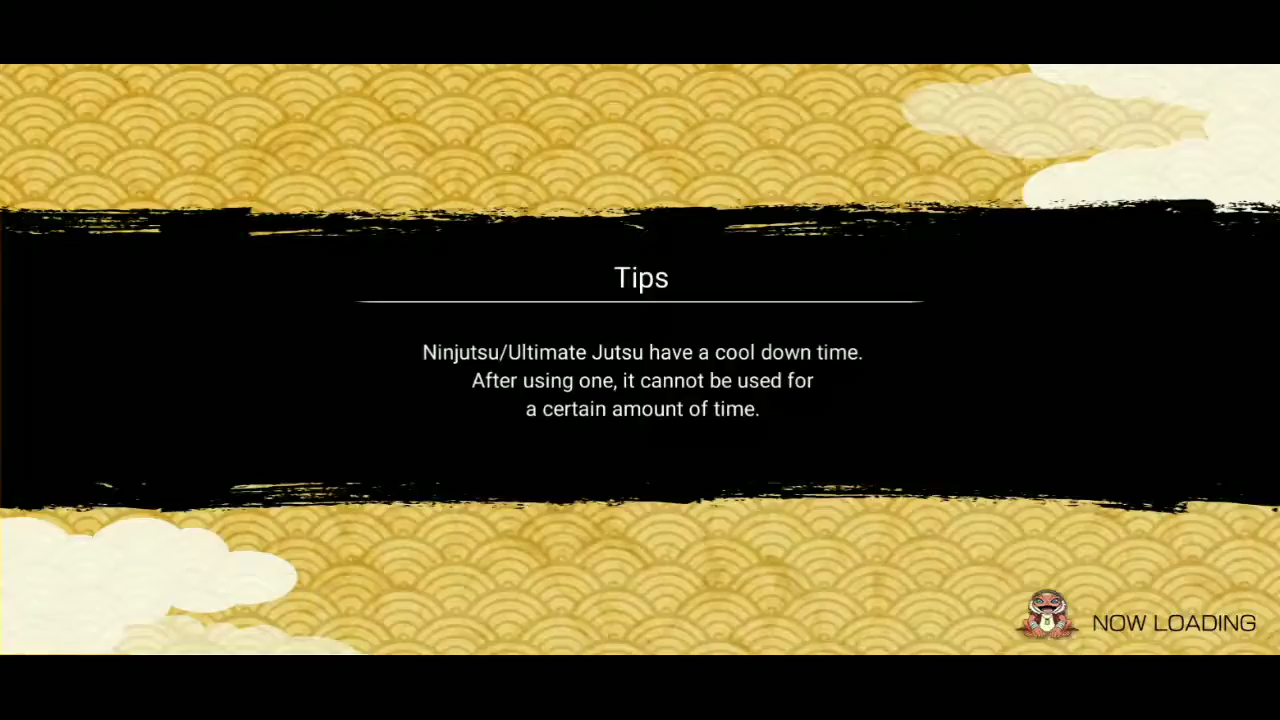 Tips
Ninjutsu/Ultimate Jutsu have a cool down time.
After using one, it cannot be used for
a certain amount of time.
NOW LOADING